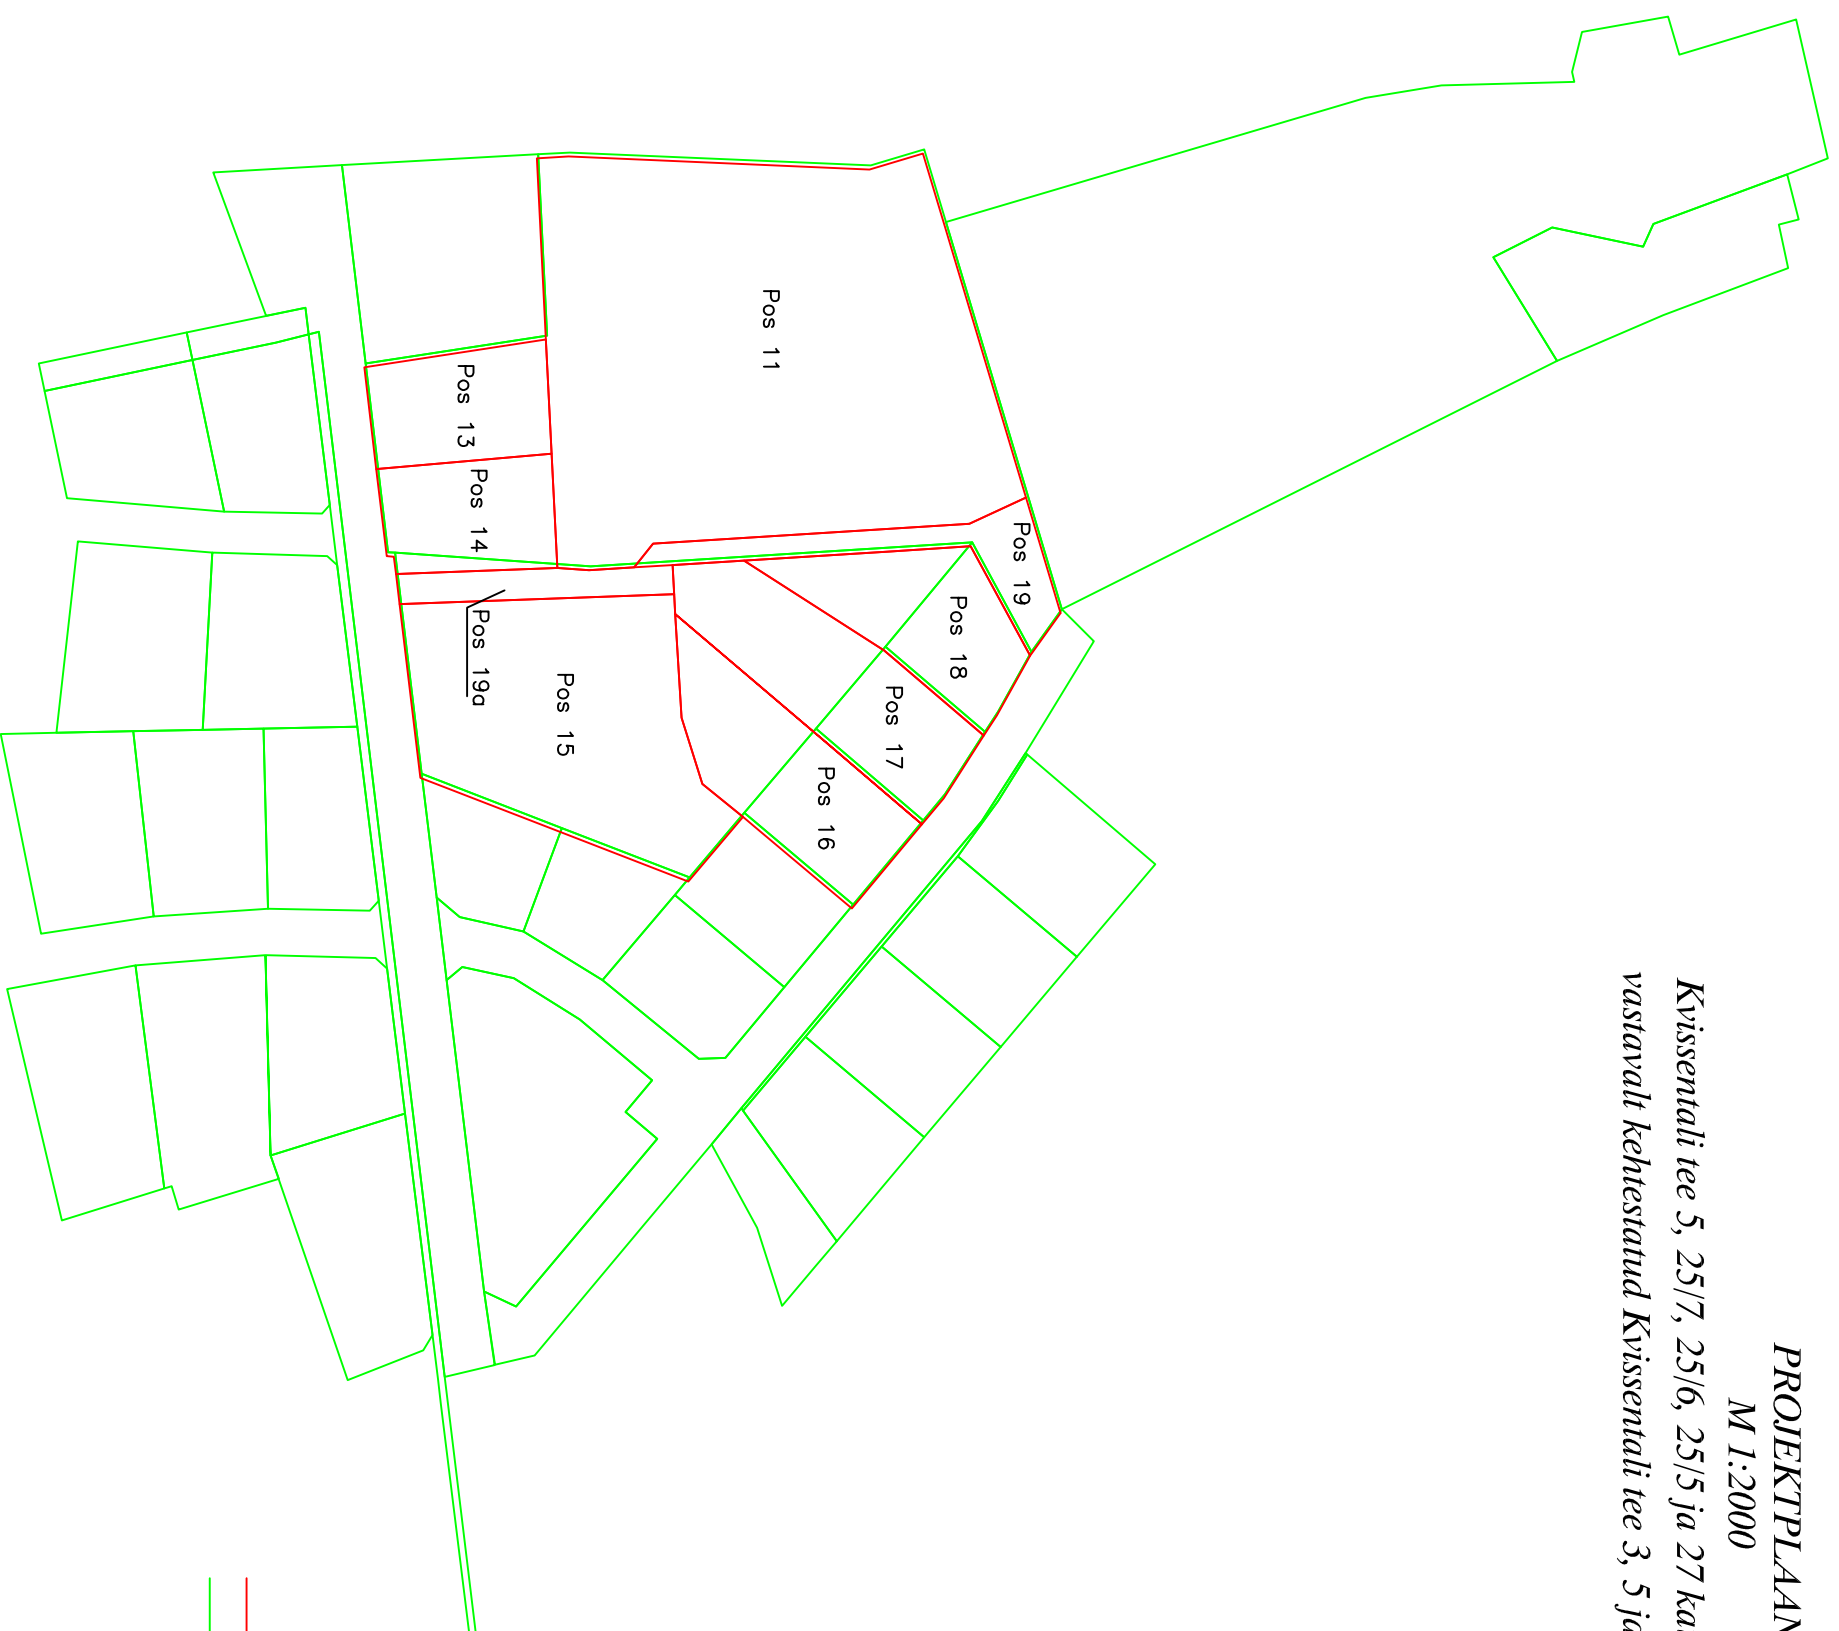 PROJEKTPLAAN
M 1:2000
Kvissentali tee 5, 25/7, 25/6, 25/5 ja 27
vastavalt kehtestatud Kvissentali tee 3, 5
Pos 19
Pos 18
Pos 17
Pos 16
Pos 11
Pos 15
Pos 19a
Pos 14
Pos 13